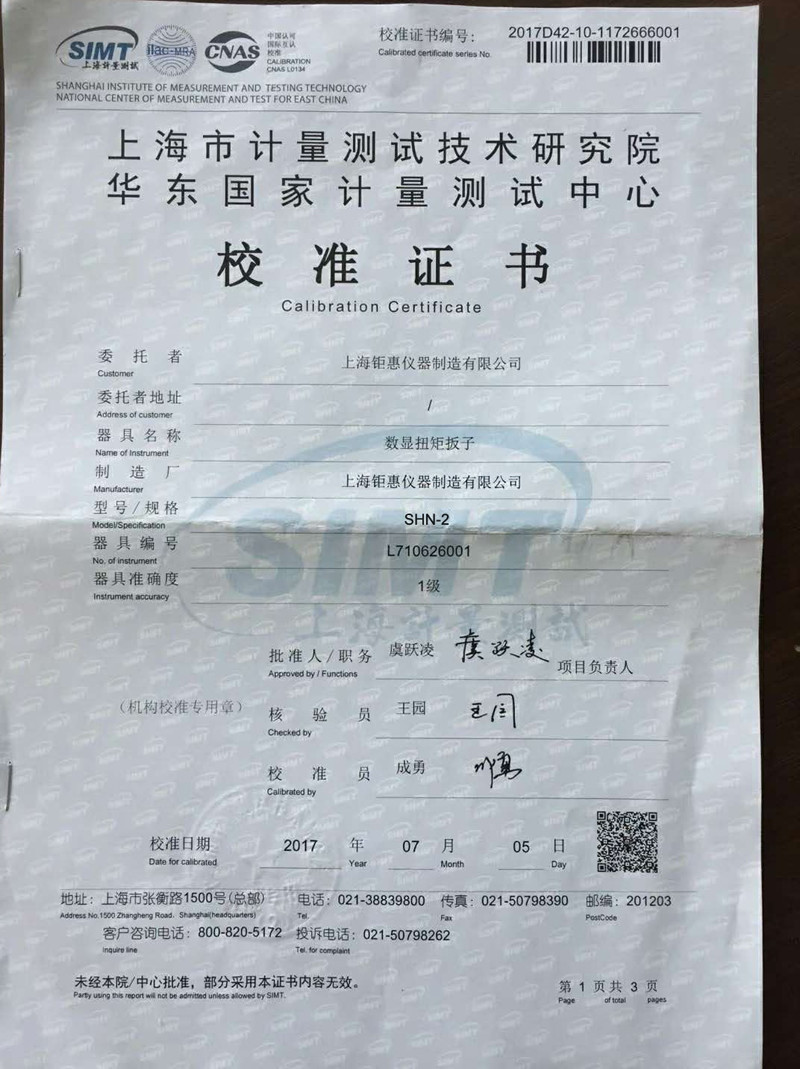 SIMT
上海计量测试
ilac-MRA
CNAS
中国认可
国际互认
校准
CALIBRATION
CNAS L0134
校准证书编号:
Calibrated certificate series No.
2017D42-10-1172666001
SHANGHAI INSTITUTE OF MEASUREMENT AND TESTING TECHNOLOGY
NATIONAL CENTER OF MEASUREMENT AND TEST FOR EAST CHINA
上海市计量测试技术研究院
华东国家计量测试中心
校准证书
Calibration Certificate
委托者 上海钜惠仪器制造有限公司
Customer
委托者地址 /
Address of customer
器具名称 数显扭矩扳子
Name of Instrument
制造厂 上海钜惠仪器制造有限公司
Manufacturer
型号/规格 SHN-2
Model/Specification
器具编号 L710626001
No. of instrument
器具准确度 1级
Instrument accuracy
SIMT
上海计量测试
批准人/职务 虞跃凌 虞跃凌 项目负责人
Approved by / Functions
(机构校准专用章)
核验员 王园 王园
Checked by
校准员 成勇 成勇
Calibrated by
校准日期 2017 年 07 月 05 日
Date for calibrated Year Month Day
地址: 上海市张衡路1500号(总部) 电话: 021-38839800 传真: 021-50798390 邮编: 201203
Address No.1500 Zhangheng Road. Shanghai(headquarters) Tel. Fax PostCode
客户咨询电话: 800-820-5172 投诉电话: 021-50798262
Inquire line Tel. for complaint
未经本院/中心批准，部分采用本证书内容无效。
Partly using this report will not be admitted unless allowed by SIMT.
第 1 页共 3 页
Page of total pages